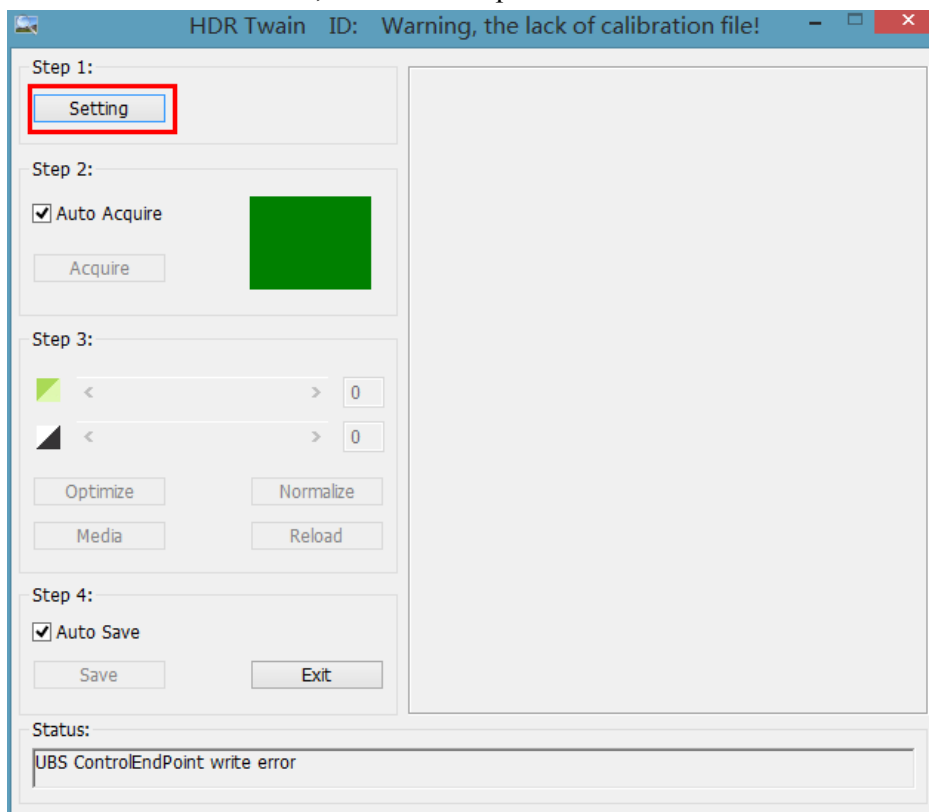 HDR Twain ID: Warning, the lack of calibration file!
Step 1:
Setting
Step 2:
Auto Acquire
Acquire
Step 3:
0
0
Optimize Normalize
Media Reload
Step 4:
Auto Save
Save Exit
Status:
UBS ControlEndPoint write error